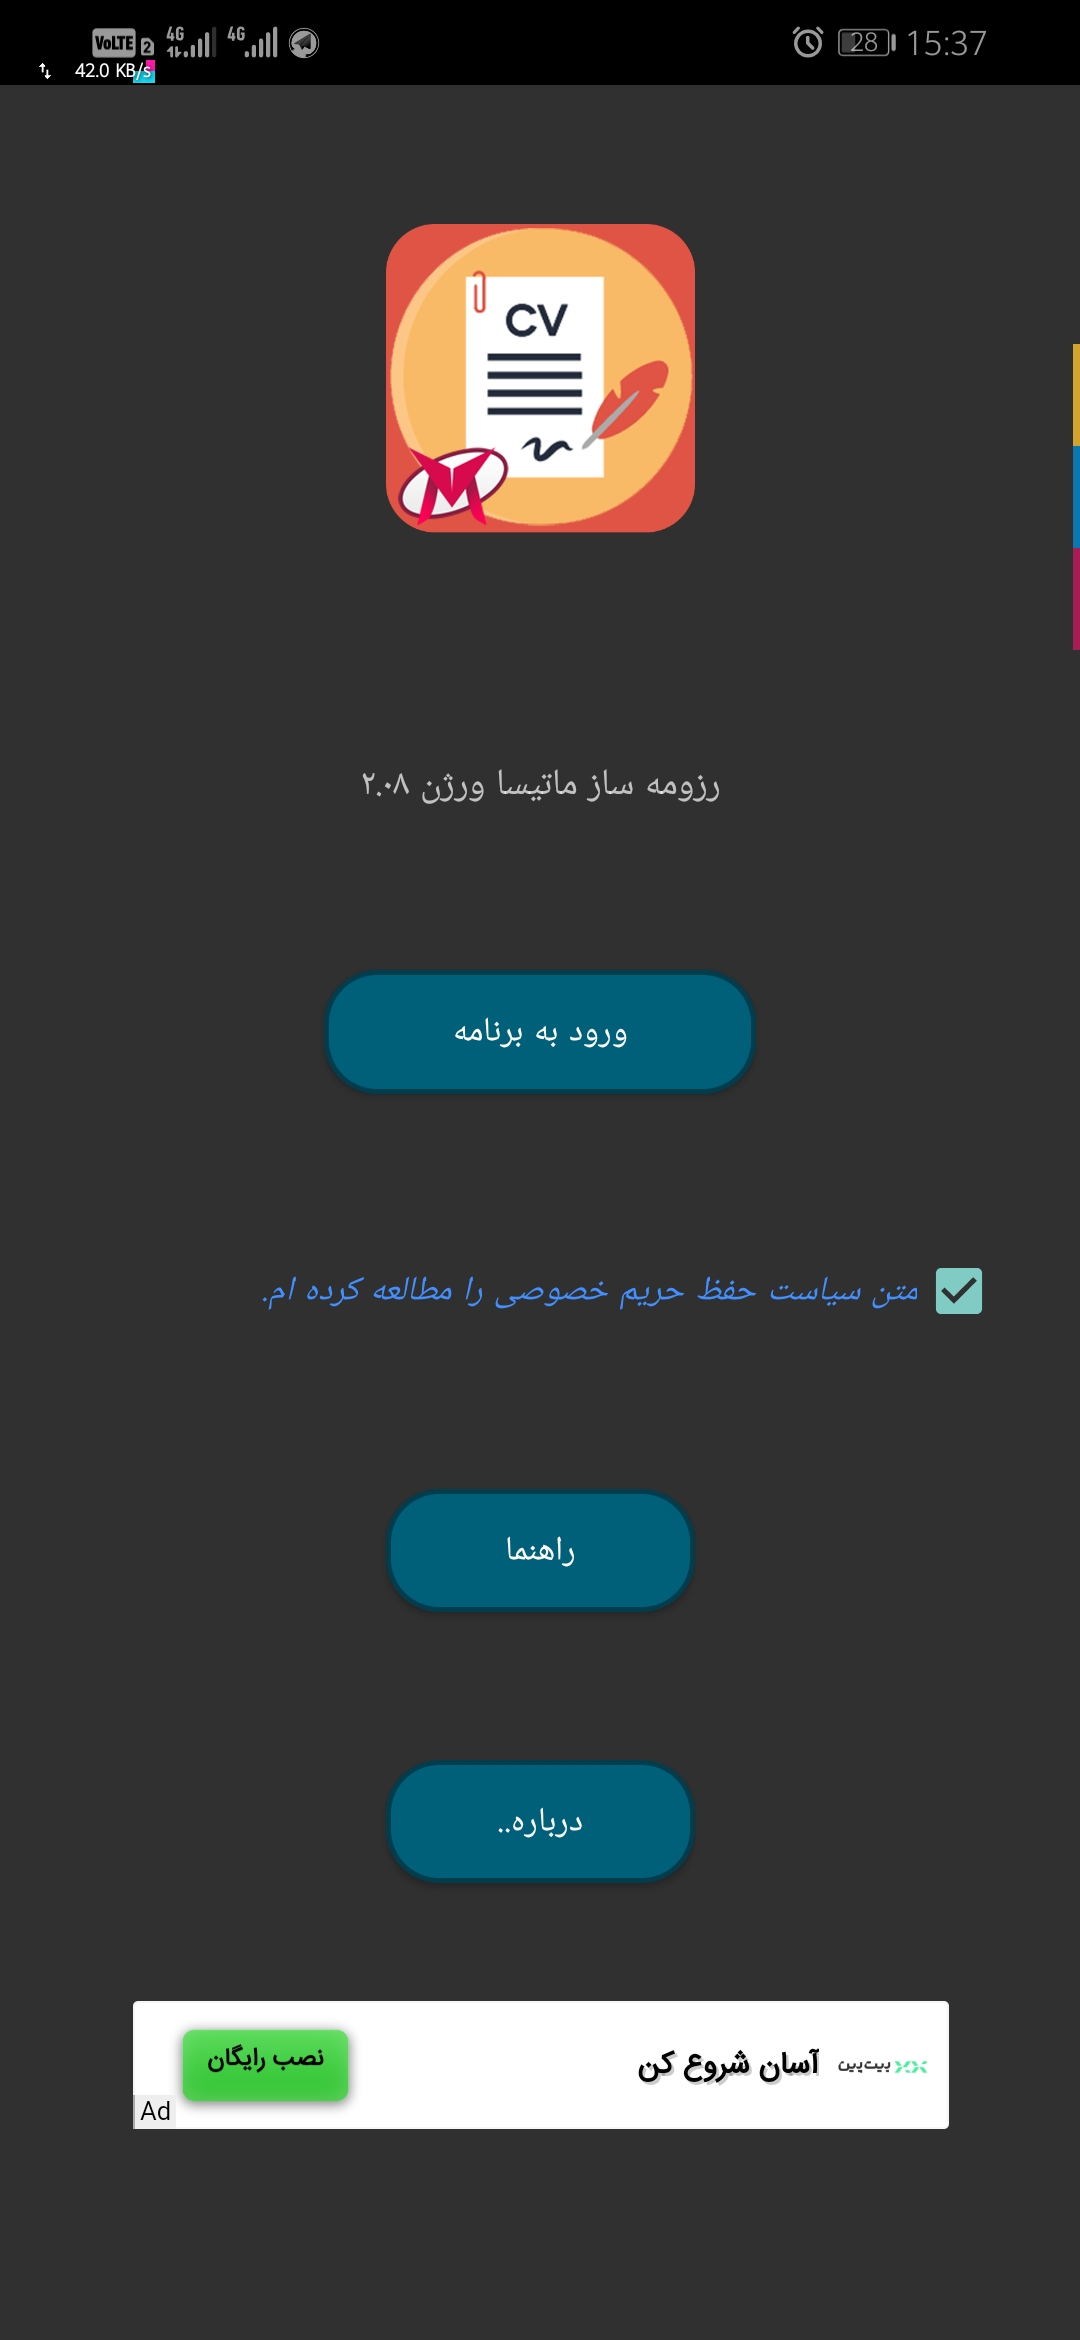 VoLTE 2 4G 4G 28 15:37
42.0 KB/s
CV
رزومه ساز ماتیسا ورژن ۲.۰۸
ورود به برنامه
متن سیاست حفظ حریم خصوصی را مطالعه کرده ام.
راهنما
درباره..
بیت‌پین آسان شروع کن نصب رایگان
Ad